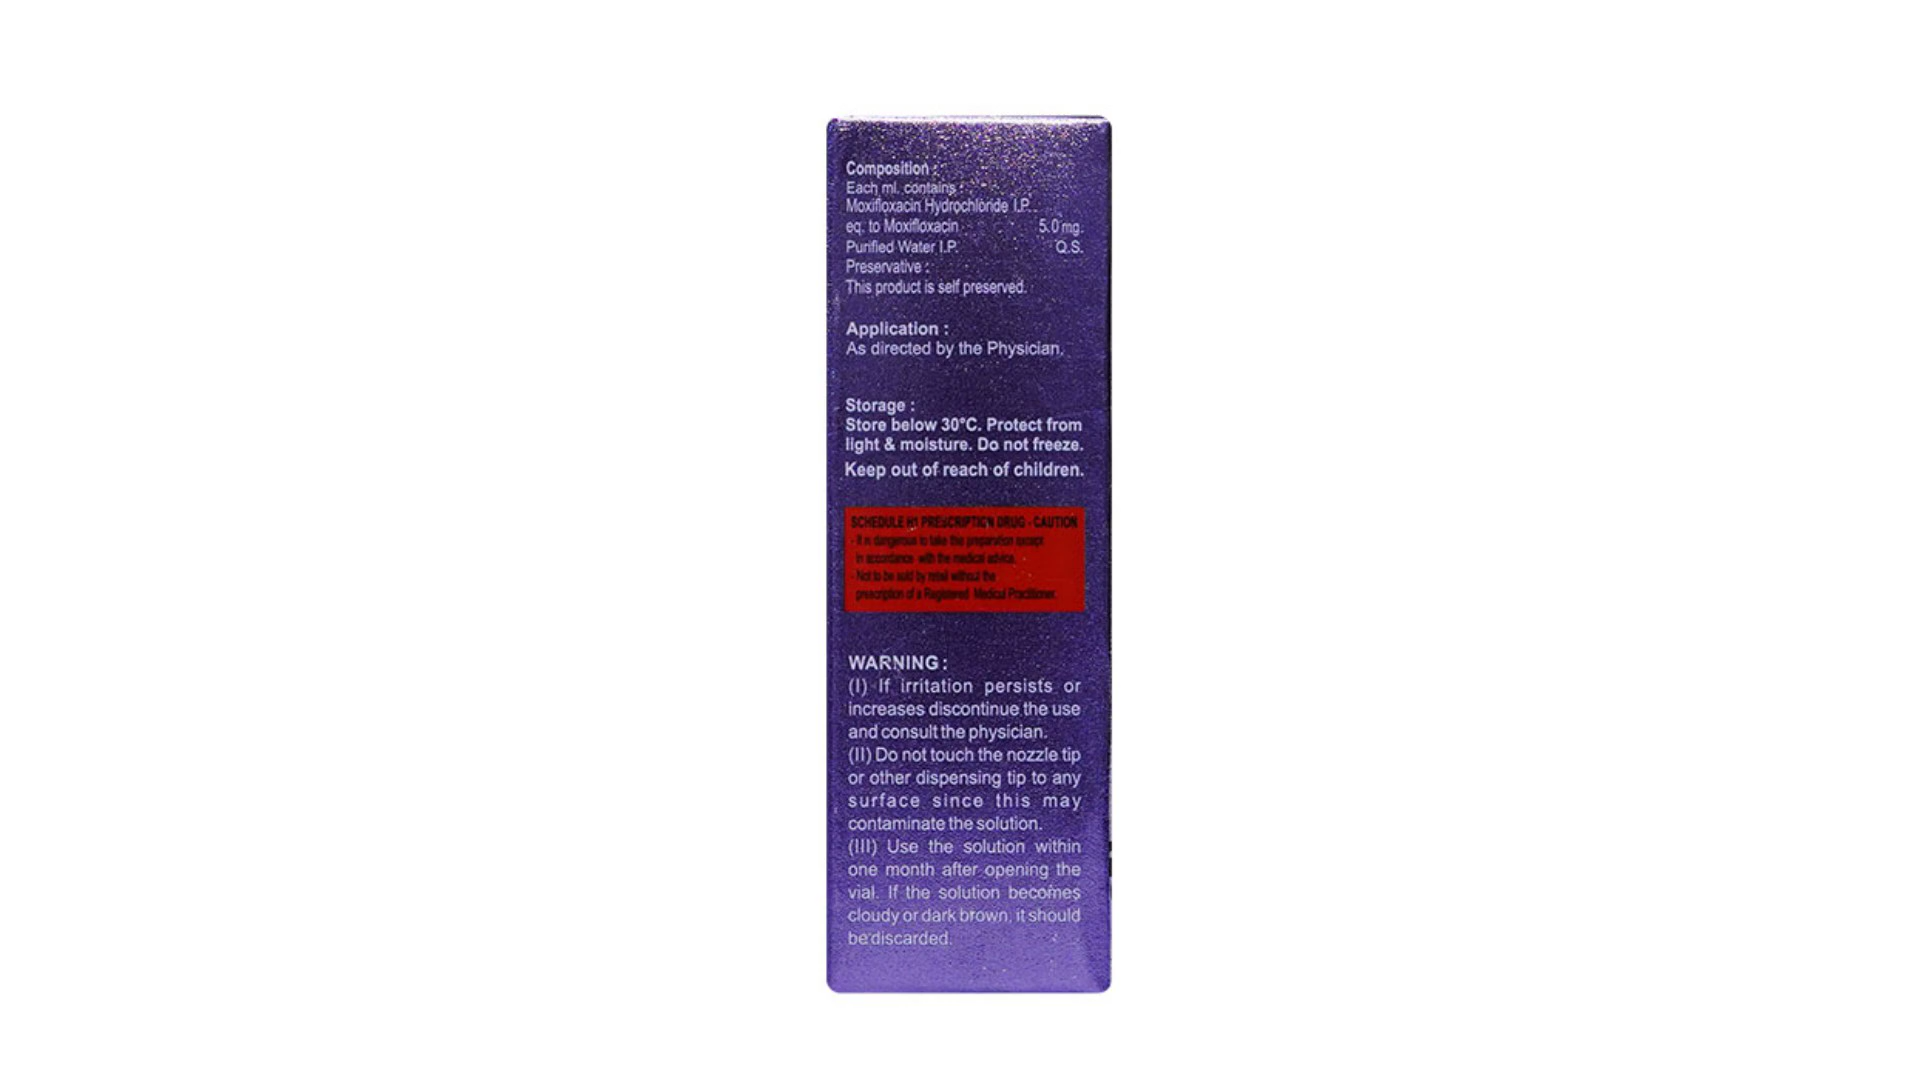 Composition :
Each ml. contains :
Moxifloxacin Hydrochloride I.P.
eq. to Moxifloxacin 5.0 mg.
Purified Water I.P. Q.S.
Preservative :
This product is self preserved.
Application :
As directed by the Physician.
Storage :
Store below 30°C. Protect from
light & moisture. Do not freeze.
Keep out of reach of children.
SCHEDULE H1 PRESCRIPTION DRUG - CAUTION
- It is dangerous to take this preparation except
in accordance with the medical advice.
- Not to be sold by retail without the
prescription of a Registered Medical Practitioner.
WARNING :
(I) If irritation persists or
increases discontinue the use
and consult the physician.
(II) Do not touch the nozzle tip
or other dispensing tip to any
surface since this may
contaminate the solution.
(III) Use the solution within
one month after opening the
vial. If the solution becomes
cloudy or dark brown, it should
be discarded.